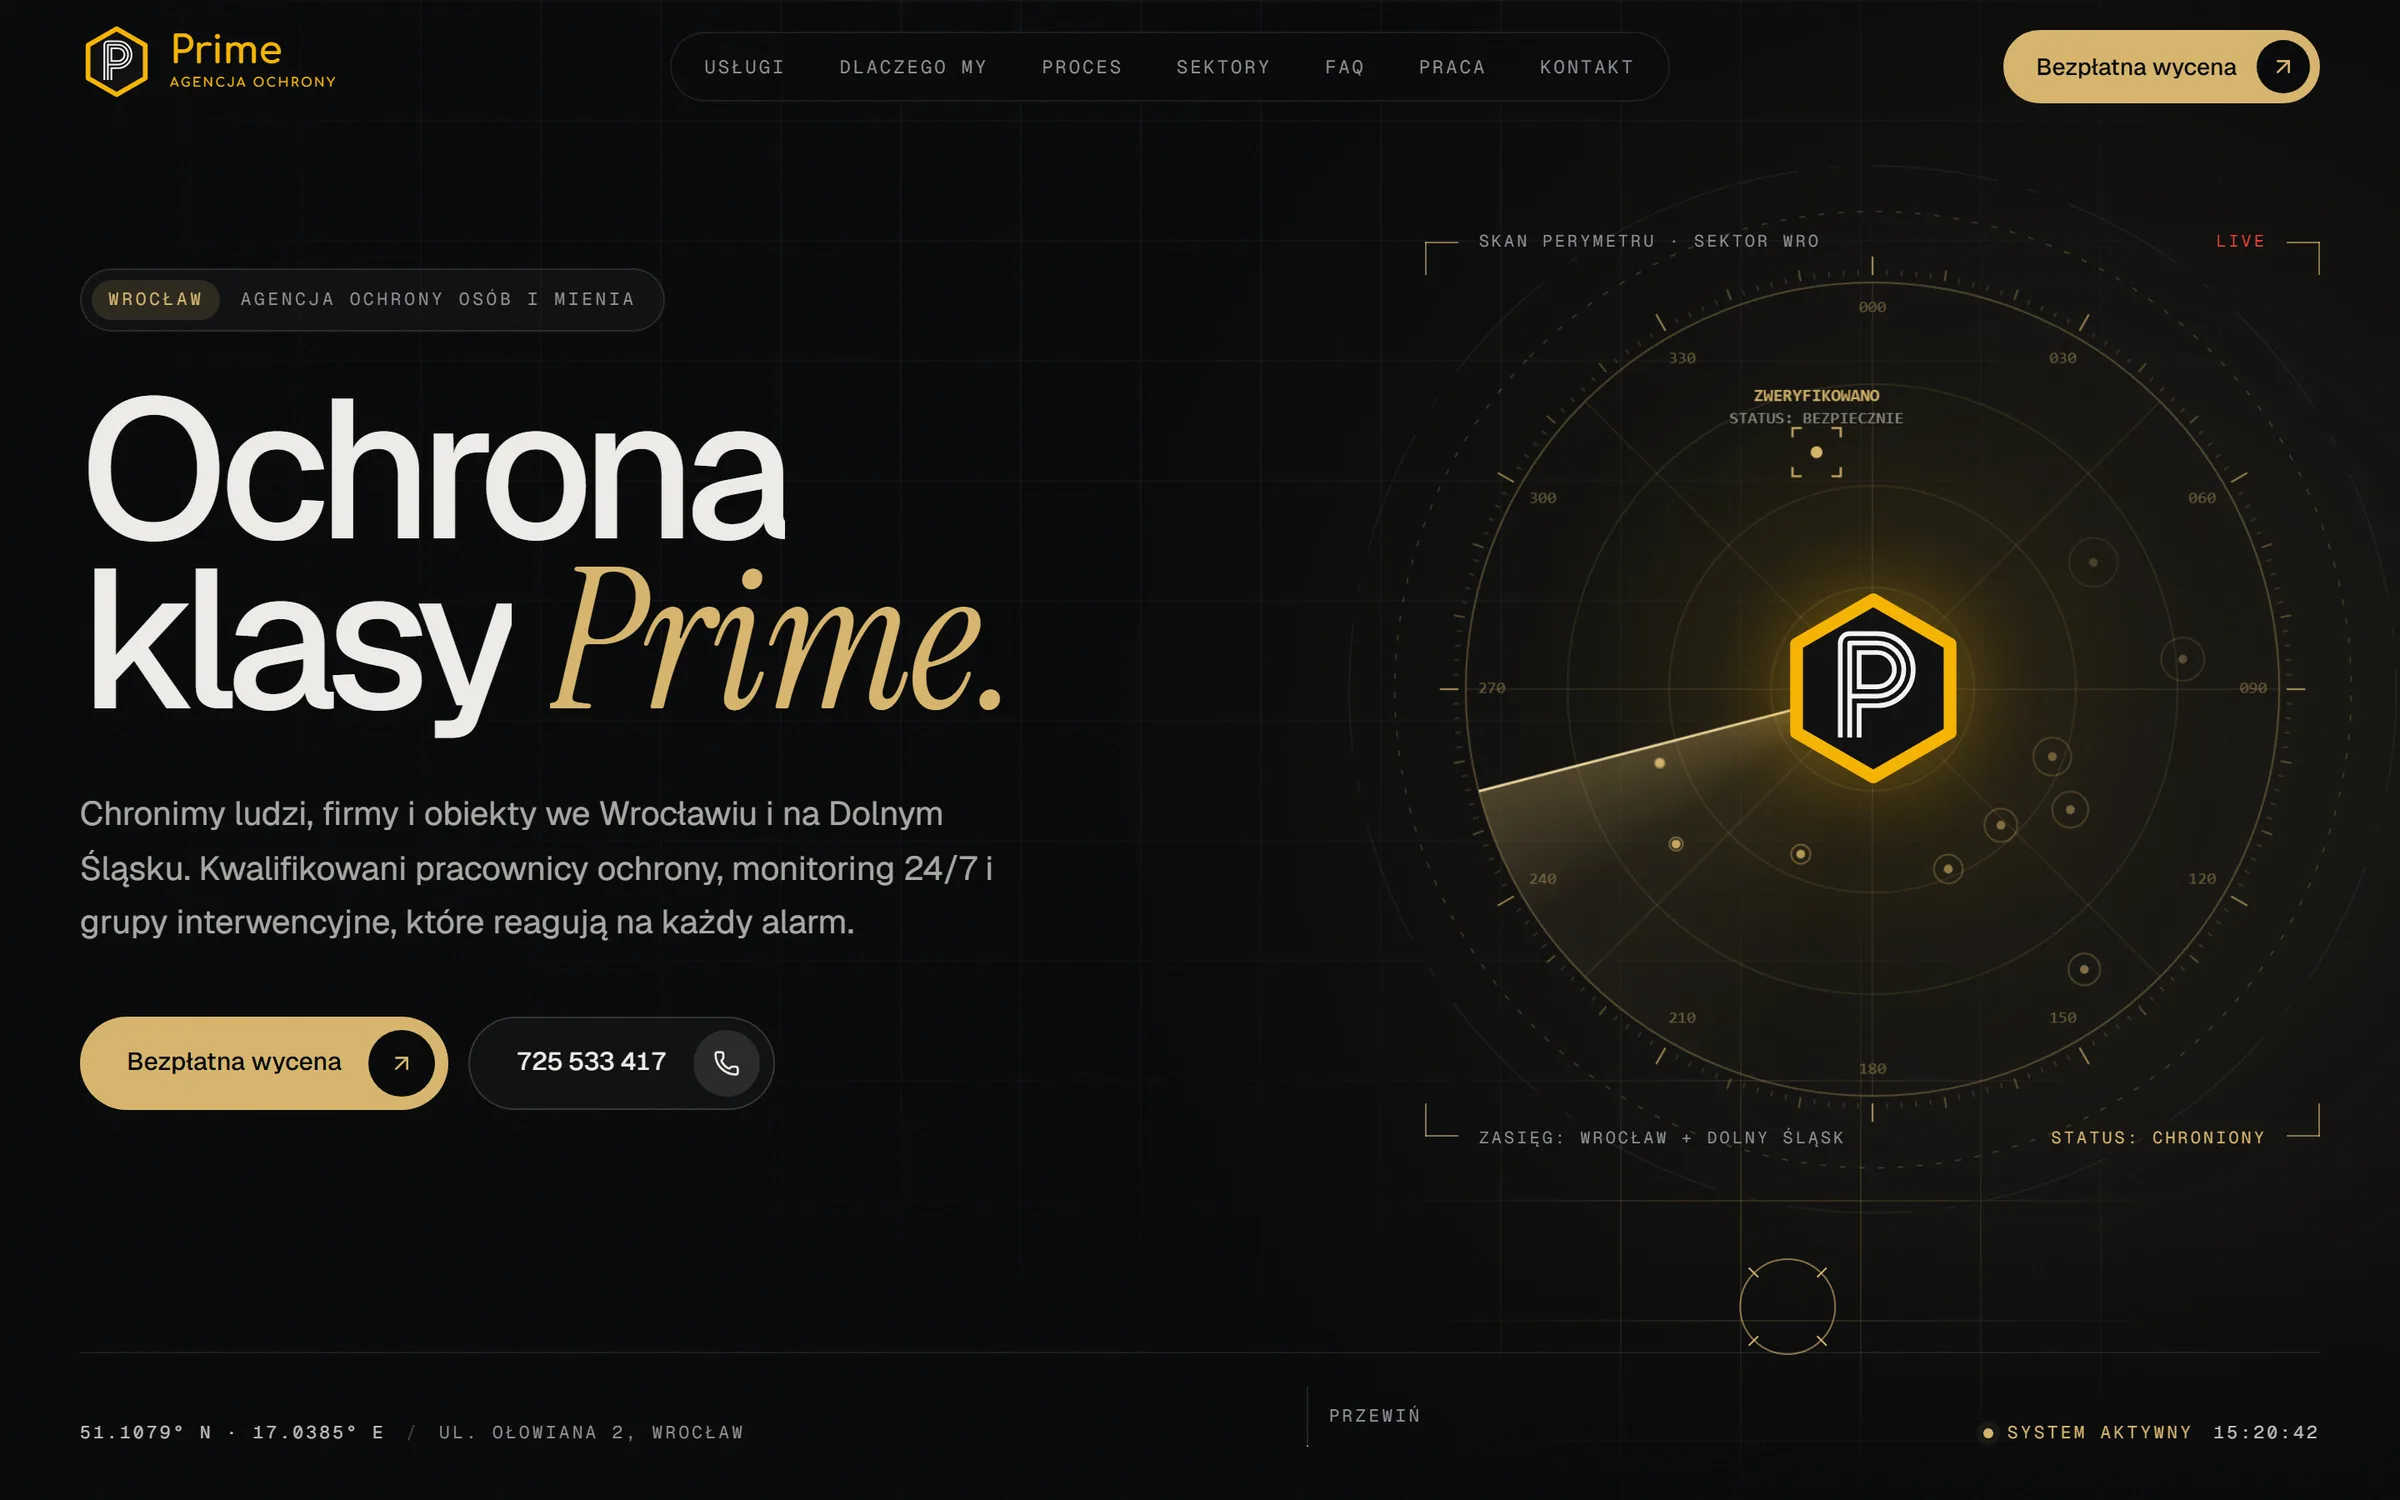 Prime
AGENCJA OCHRONY
USŁUGI DLACZEGO MY PROCES SEKTORY FAQ PRACA KONTAKT
Bezpłatna wycena
WROCŁAW AGENCJA OCHRONY OSÓB I MIENIA
Ochrona
klasy Prime.
Chronimy ludzi, firmy i obiekty we Wrocławiu i na Dolnym
Śląsku. Kwalifikowani pracownicy ochrony, monitoring 24/7 i
grupy interwencyjne, które reagują na każdy alarm.
Bezpłatna wycena
725 533 417
SKAN PERYMETRU · SEKTOR WRO
LIVE
000
330
030
ZWERYFIKOWANO
STATUS: BEZPIECZNIE
300
060
P
270
090
240
120
210
150
180
ZASIĘG: WROCŁAW + DOLNY ŚLĄSK
STATUS: CHRONIONY
51.1079° N · 17.0385° E / UL. OŁOWIANA 2, WROCŁAW
PRZEWIŃ
SYSTEM AKTYWNY 15:20:42